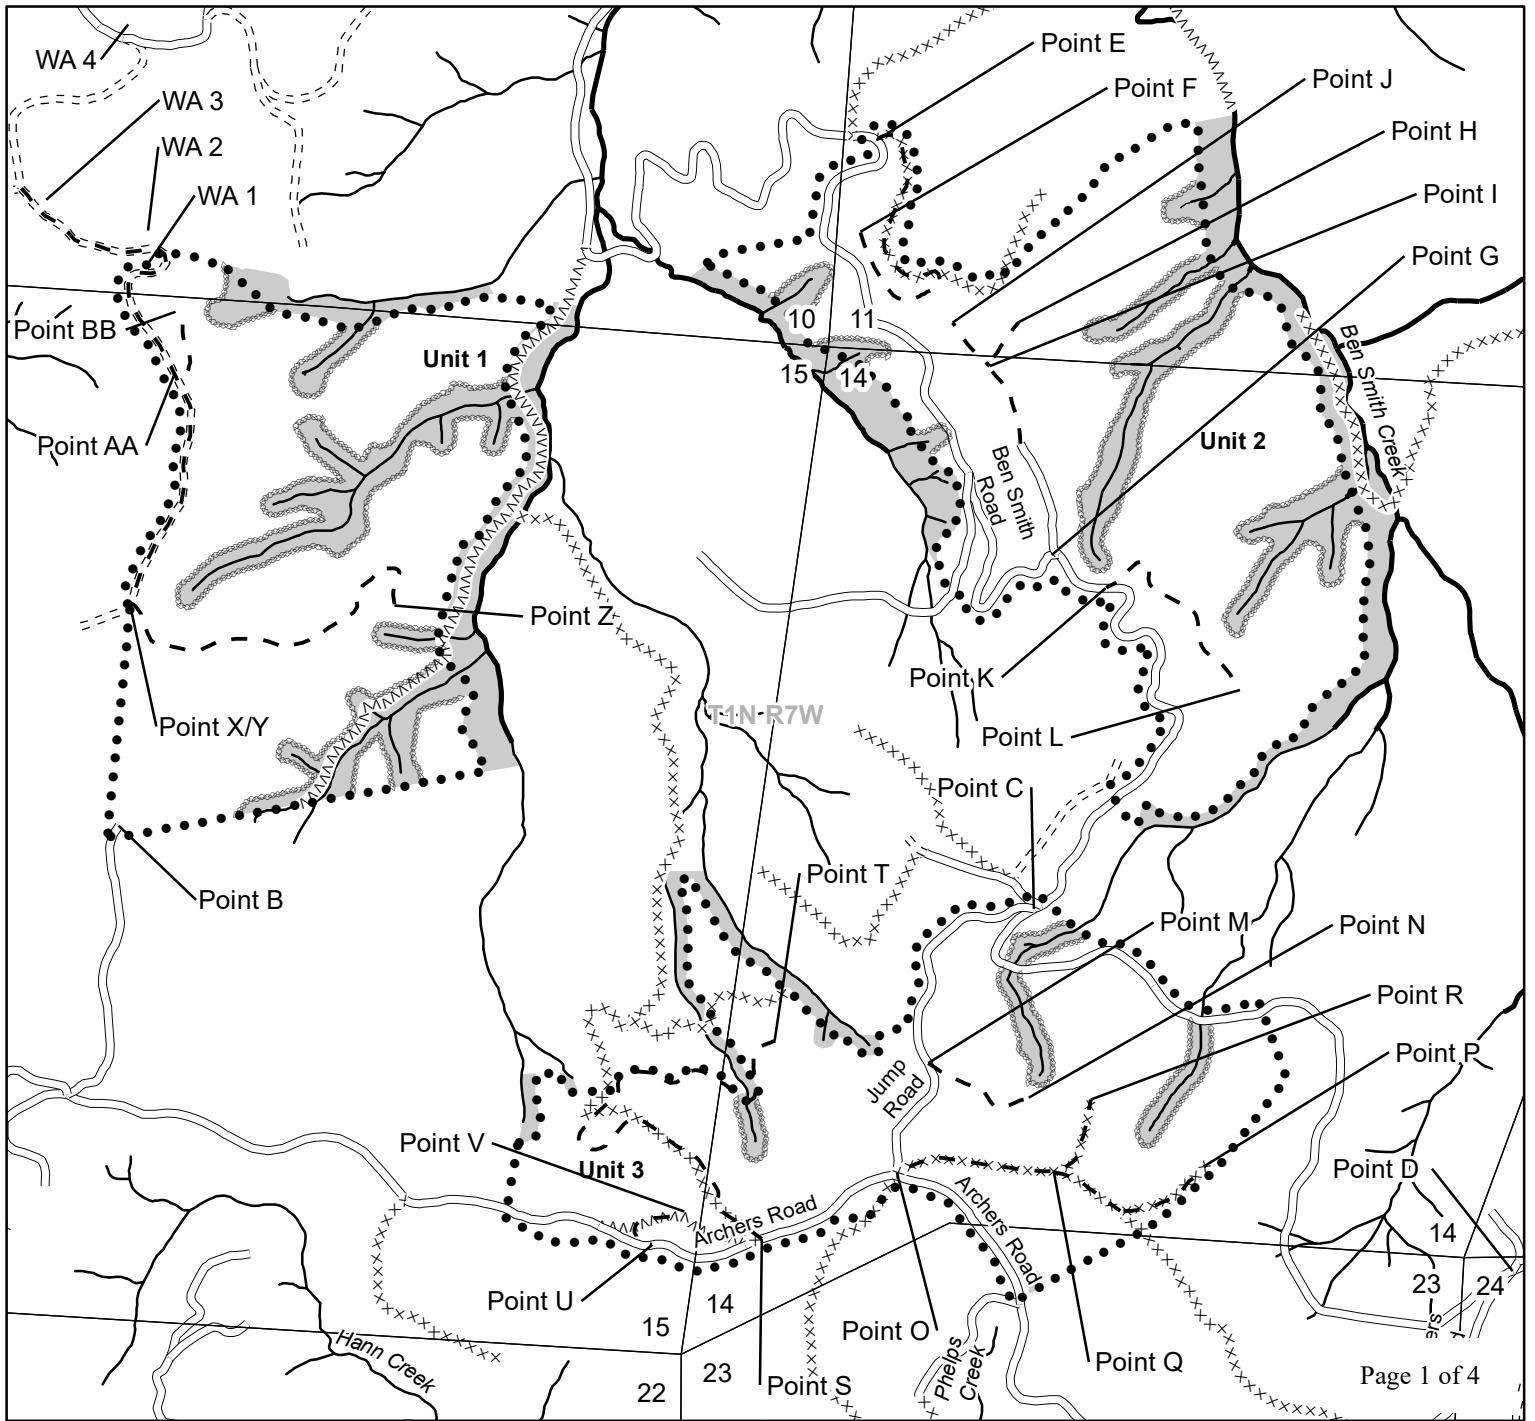 Point E
WA 4
Point J
Point F
WA 3
Point H
WA 2
WA 1
Point I
Point G
10
11
Point BB
Ben Smith Creek
Unit 1
15
14
Point AA
Unit 2
Ben Smith
Road
Point Z
Point K
T1N R7W
Point X/Y
Point L
Point C
Point T
Point B
Point M
Point N
Point R
Point P
Jump
Road
Point V
Unit 3
Point D
Archers Road
Archers Road
14
23
24
Point U
14
15
Point O
ers
Hann Creek
Phelps
Creek
Point Q
23
22
Point S
Page 1 of 4